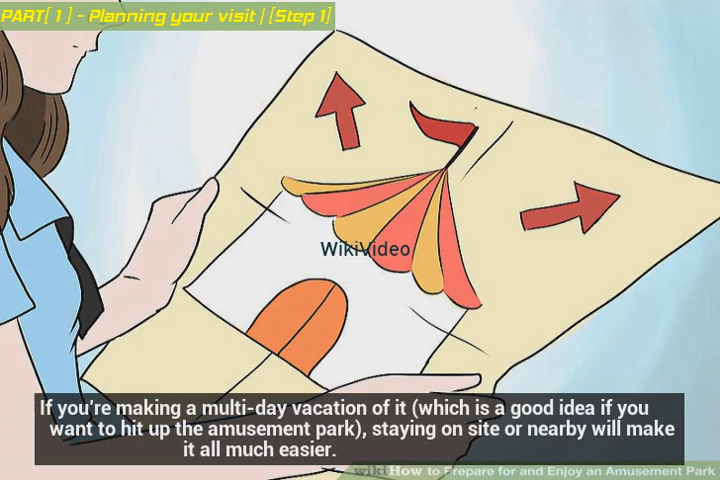 PART[ 1 ] - Planning your visit | [Step 1]
WikiVideo
If you're making a multi-day vacation of it (which is a good idea if you
want to hit up the amusement park), staying on site or nearby will make
it all much easier.
wikiHow to Prepare for and Enjoy an Amusement Park